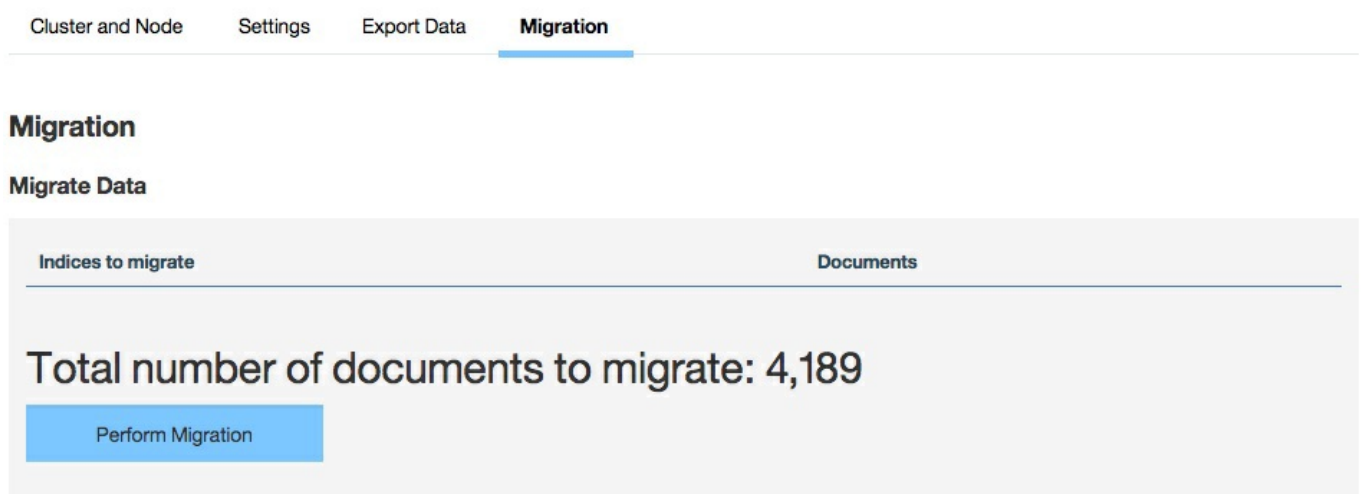 Cluster and Node Settings Export Data Migration
Migration
Migrate Data
Indices to migrate Documents
Total number of documents to migrate: 4,189
Perform Migration